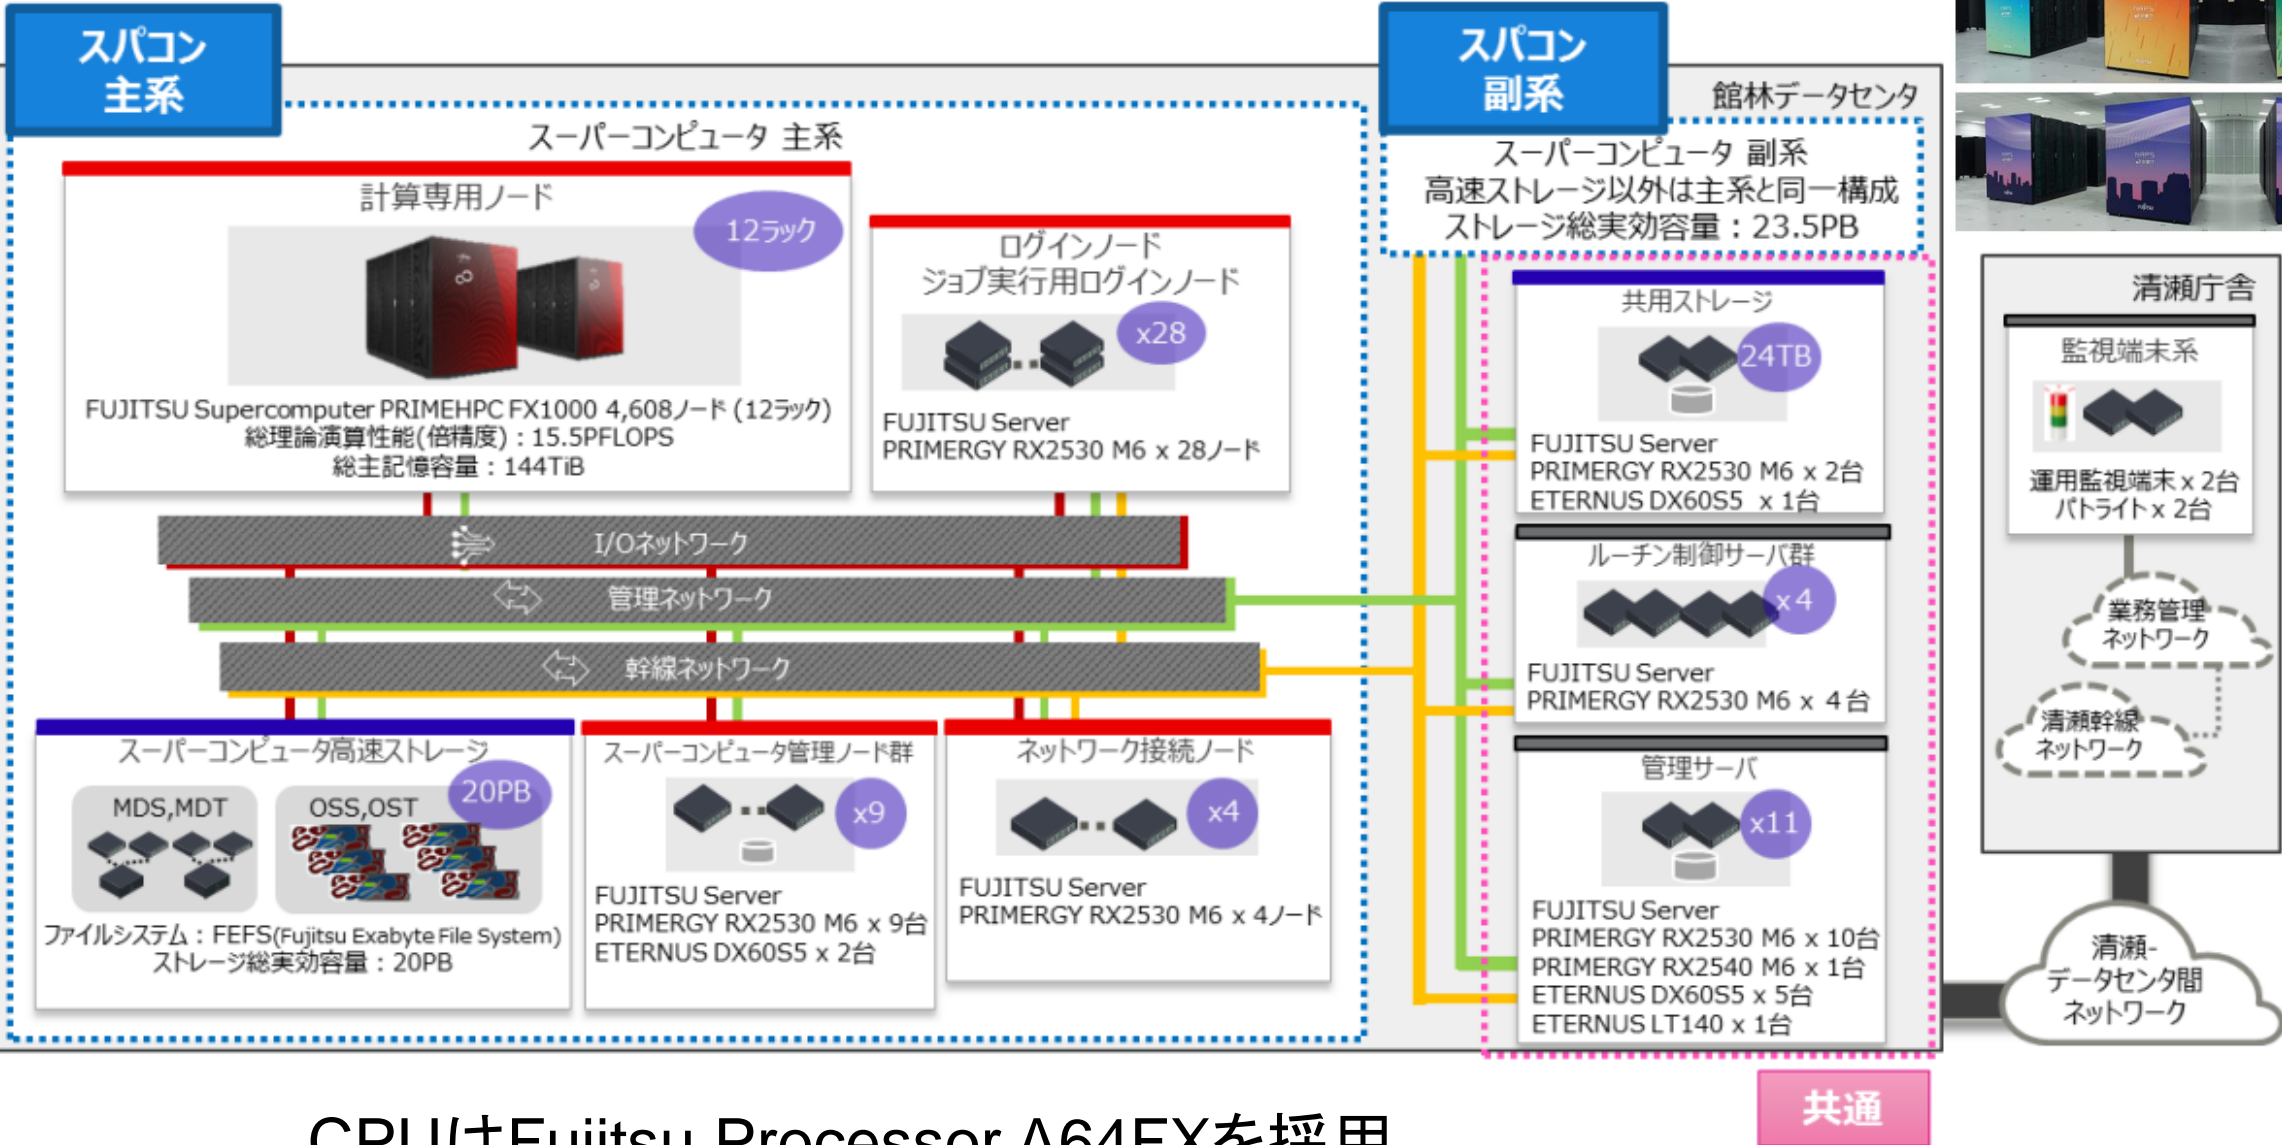 スパコン
主系
スーパーコンピュータ 主系
計算専用ノード
12ラック
FUJITSU Supercomputer PRIMEHPC FX1000 4,608ノード (12ラック)
総理論演算性能(倍精度)：15.5PFLOPS
総主記憶容量：144TiB
ログインノード
ジョブ実行用ログインノード
x28
FUJITSU Server
PRIMERGY RX2530 M6 x 28ノード
I/Oネットワーク
管理ネットワーク
幹線ネットワーク
スーパーコンピュータ高速ストレージ
20PB
MDS,MDT
OSS,OST
ファイルシステム：FEFS(Fujitsu Exabyte File System)
ストレージ総実効容量：20PB
スーパーコンピュータ管理ノード群
x9
FUJITSU Server
PRIMERGY RX2530 M6 x 9台
ETERNUS DX60S5 x 2台
ネットワーク接続ノード
x4
FUJITSU Server
PRIMERGY RX2530 M6 x 4ノード
スパコン
副系
館林データセンタ
スーパーコンピュータ 副系
高速ストレージ以外は主系と同一構成
ストレージ総実効容量：23.5PB
共用ストレージ
24TB
FUJITSU Server
PRIMERGY RX2530 M6 x 2台
ETERNUS DX60S5 x 1台
ルーチン制御サーバ群
x4
FUJITSU Server
PRIMERGY RX2530 M6 x 4台
管理サーバ
x11
FUJITSU Server
PRIMERGY RX2530 M6 x 10台
PRIMERGY RX2540 M6 x 1台
ETERNUS DX60S5 x 5台
ETERNUS LT140 x 1台
共通
清瀬庁舎
監視端末系
運用監視端末 x 2台
パトライト x 2台
業務管理
ネットワーク
清瀬幹線
ネットワーク
清瀬-
データセンタ間
ネットワーク
CPUはFujitsu Processor A64FXを採用